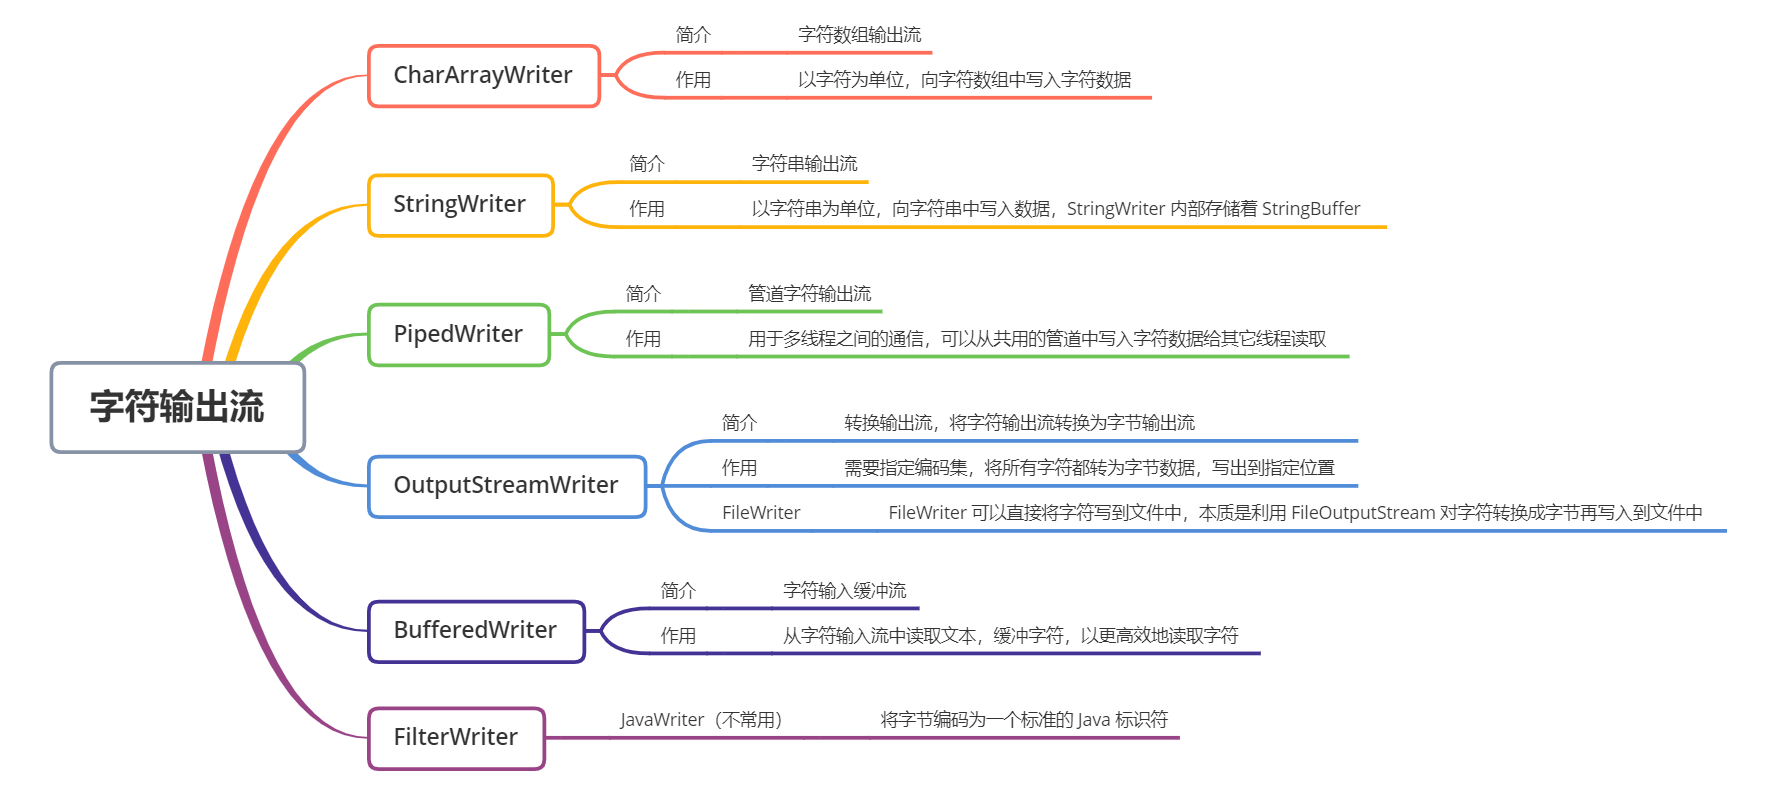 字符输出流
CharArrayWriter
简介 字符数组输出流
作用 以字符为单位，向字符数组中写入字符数据
StringWriter
简介 字符串输出流
作用 以字符串为单位，向字符串中写入数据，StringWriter 内部存储着 StringBuffer
PipedWriter
简介 管道字符输出流
作用 用于多线程之间的通信，可以从共用的管道中写入字符数据给其它线程读取
OutputStreamWriter
简介 转换输出流，将字符输出流转换为字节输出流
作用 需要指定编码集，将所有字符都转为字节数据，写出到指定位置
FileWriter FileWriter 可以直接将字符写到文件中，本质是利用 FileOutputStream 对字符转换成字节再写入到文件中
BufferedWriter
简介 字符输入缓冲流
作用 从字符输入流中读取文本，缓冲字符，以更高效地读取字符
FilterWriter
JavaWriter（不常用） 将字节编码为一个标准的 Java 标识符